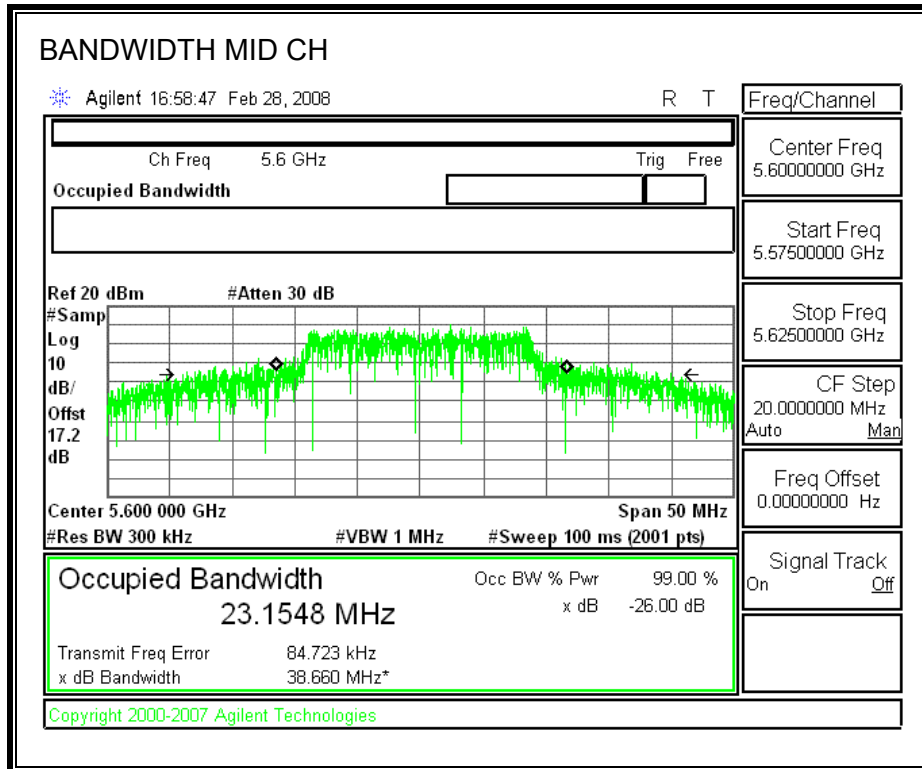 BANDWIDTH MID CH
Agilent 16:58:47 Feb 28, 2008 R T
Freq/Channel
Ch Freq 5.6 GHz Trig Free
Occupied Bandwidth
Center Freq
5.60000000 GHz
Start Freq
5.57500000 GHz
Stop Freq
5.62500000 GHz
CF Step
20.0000000 MHz
Auto Man
Freq Offset
0.00000000 Hz
Signal Track
On Off
Ref 20 dBm #Atten 30 dB
#Samp
Log
10
dB/
Offst
17.2
dB
Center 5.600 000 GHz Span 50 MHz
#Res BW 300 kHz #VBW 1 MHz #Sweep 100 ms (2001 pts)
Occupied Bandwidth Occ BW % Pwr 99.00 %
23.1548 MHz x dB -26.00 dB
Transmit Freq Error 84.723 kHz
x dB Bandwidth 38.660 MHz*
Copyright 2000-2007 Agilent Technologies